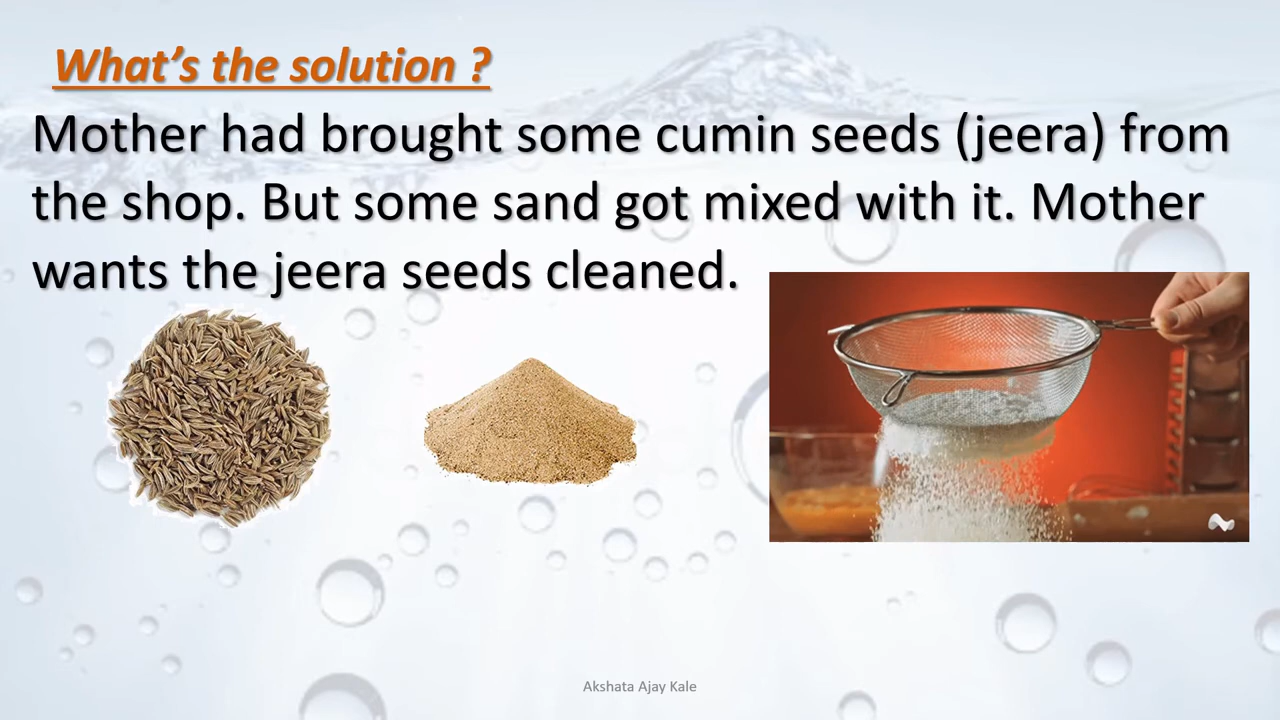 What’s the solution ?
Mother had brought some cumin seeds (jeera) from
the shop. But some sand got mixed with it. Mother
wants the jeera seeds cleaned.
Akshata Ajay Kale